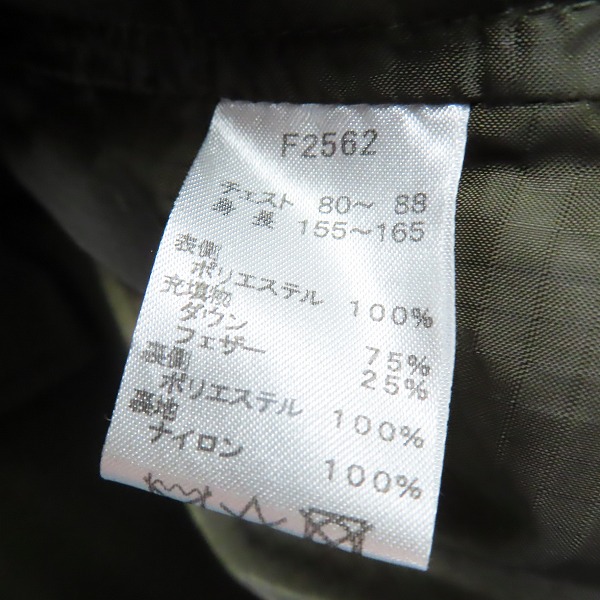 F2562
チェスト 80～ 88
身 長 155～165
表側
ポリエステル 100%
充填物
ダウン 75%
フェザー 25%
裏側
ポリエステル 100%
裏地
ナイロン 100%